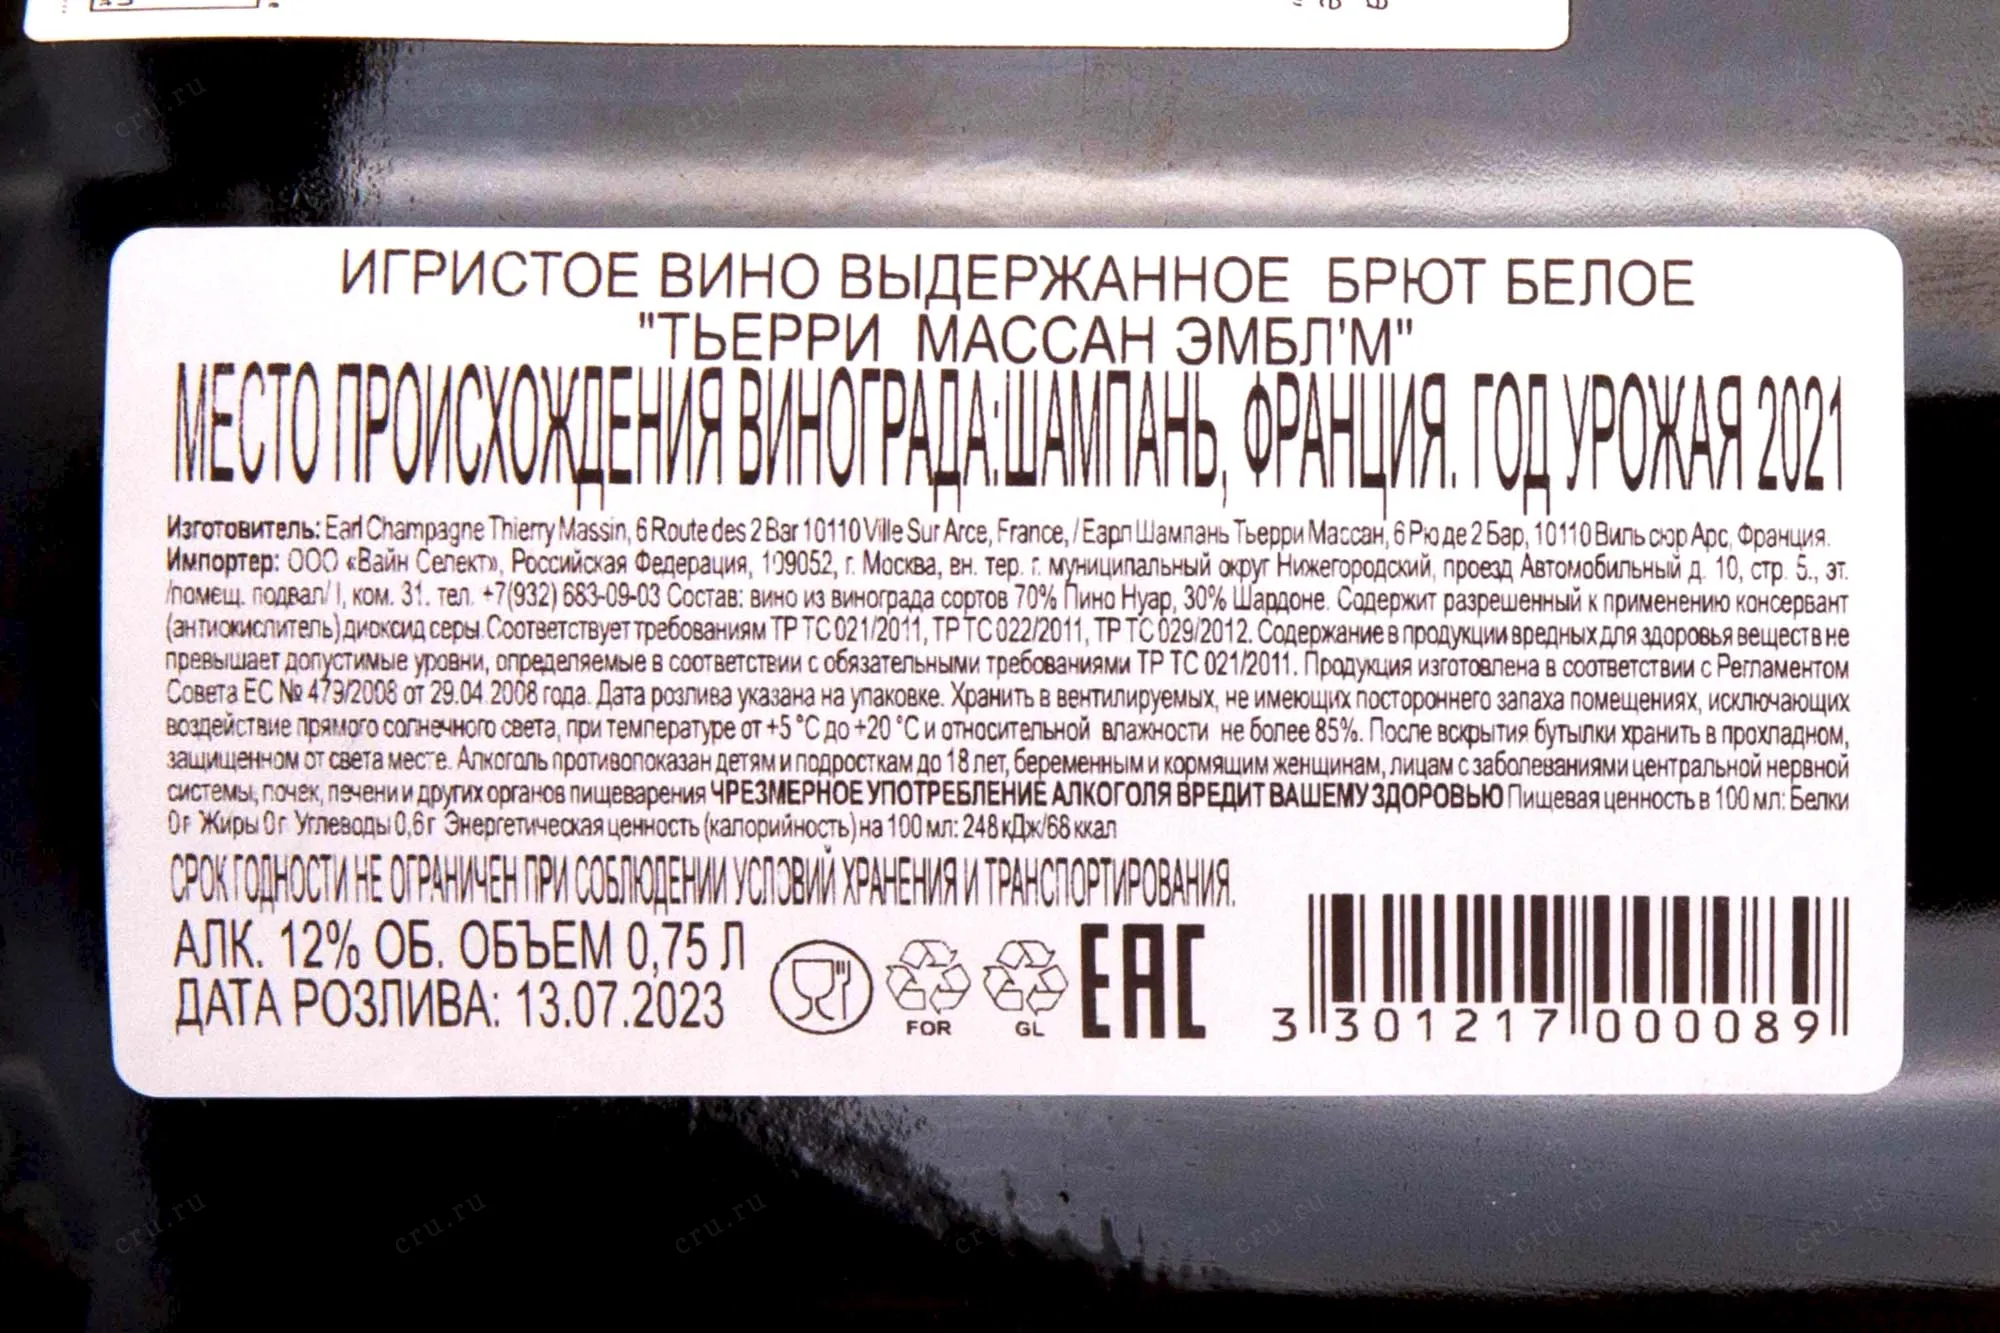 ИГРИСТОЕ ВИНО ВЫДЕРЖАННОЕ БРЮТ БЕЛОЕ
"ТЬЕРРИ МАССАН ЭМБЛ'М"
МЕСТО ПРОИСХОЖДЕНИЯ ВИНОГРАДА:ШАМПАНЬ, ФРАНЦИЯ. ГОД УРОЖАЯ 2021
Изготовитель: Earl Champagne Thierry Massin, 6 Route des 2 Bar 10110 Ville Sur Arce, France, / Еарл Шампань Тьерри Массан, 6 Рю де 2 Бар, 10110 Виль сюр Арс, Франция.
Импортер: ООО «Вайн Селект», Российская Федерация, 109052, г. Москва, вн. тер. г. муниципальный округ Нижегородский, проезд Автомобильный д. 10, стр. 5., эт.
/помещ. подвал/ I, ком. 31. тел. +7(932) 683-09-03 Состав: вино из винограда сортов 70% Пино Нуар, 30% Шардоне. Содержит разрешенный к применению консервант
(антиокислитель) диоксид серы. Соответствует требованиям ТР ТС 021/2011, ТР ТС 022/2011, ТР ТС 029/2012. Содержание в продукции вредных для здоровья веществ не
превышает допустимые уровни, определяемые в соответствии с обязательными требованиями ТР ТС 021/2011. Продукция изготовлена в соответствии с Регламентом
Совета ЕС № 479/2008 от 29.04.2008 года. Дата розлива указана на упаковке. Хранить в вентилируемых, не имеющих постороннего запаха помещениях, исключающих
воздействие прямого солнечного света, при температуре от +5 °С до +20 °С и относительной влажности не более 85%. После вскрытия бутылки хранить в прохладном,
защищенном от света месте. Алкоголь противопоказан детям и подросткам до 18 лет, беременным и кормящим женщинам, лицам с заболеваниями центральной нервной
системы, почек, печени и других органов пищеварения ЧРЕЗМЕРНОЕ УПОТРЕБЛЕНИЕ АЛКОГОЛЯ ВРЕДИТ ВАШЕМУ ЗДОРОВЬЮ Пищевая ценность в 100 мл: Белки
0 г Жиры 0 г Углеводы 0,6 г Энергетическая ценность (калорийность) на 100 мл: 248 кДж/68 ккал
СРОК ГОДНОСТИ НЕ ОГРАНИЧЕН ПРИ СОБЛЮДЕНИИ УСЛОВИЙ ХРАНЕНИЯ И ТРАНСПОРТИРОВАНИЯ.
АЛК. 12% ОБ. ОБЪЕМ 0,75 Л
ДАТА РОЗЛИВА: 13.07.2023
FOR
GL
EAC
3 301217 000089
cru.ru